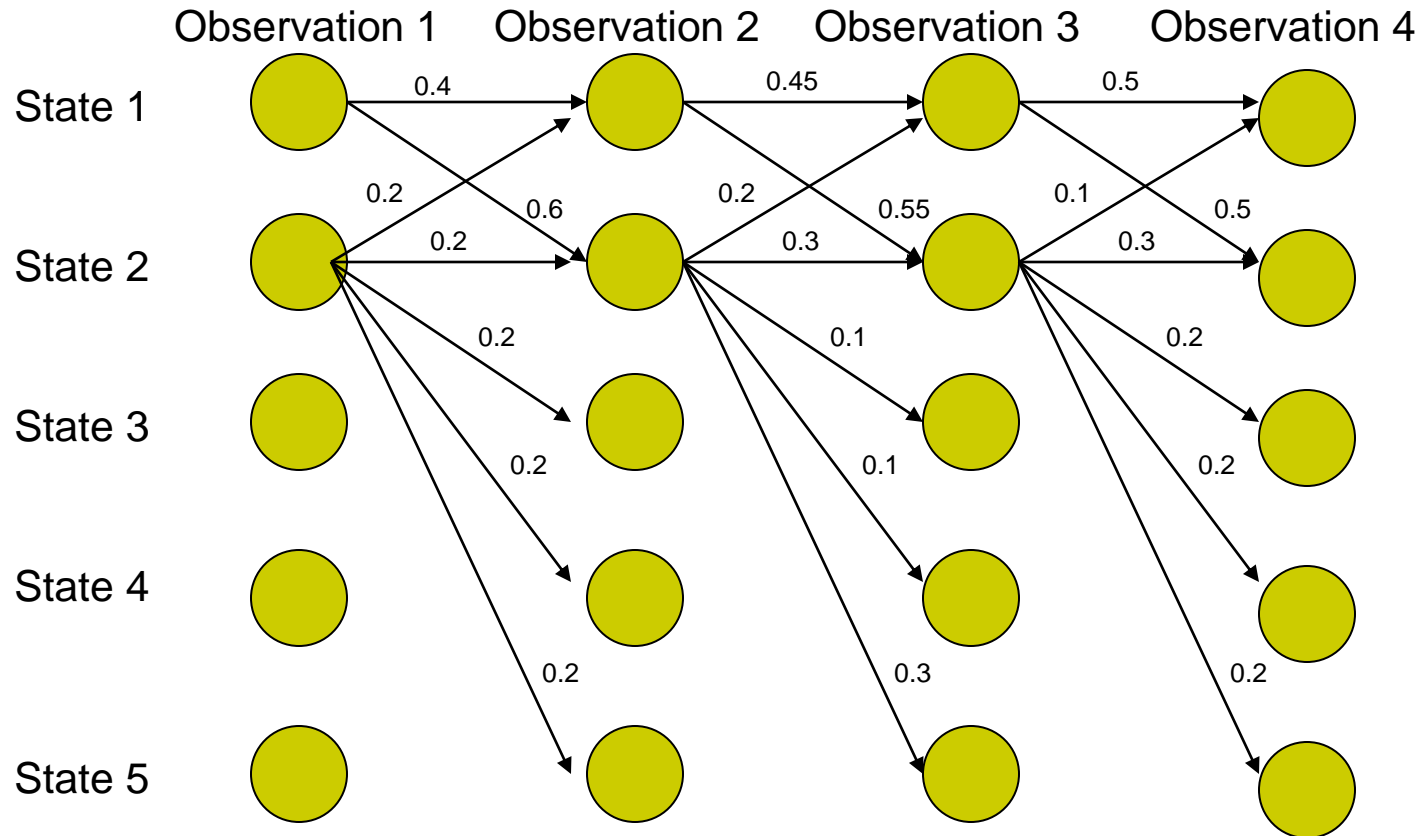 Observation 1 Observation 2 Observation 3 Observation 4
State 1
0.4 0.45 0.5
0.2 0.6 0.2 0.55 0.1 0.5
State 2
0.2 0.3 0.3
0.2 0.1 0.2
State 3
0.2 0.1 0.2
State 4
0.2 0.3 0.2
State 5